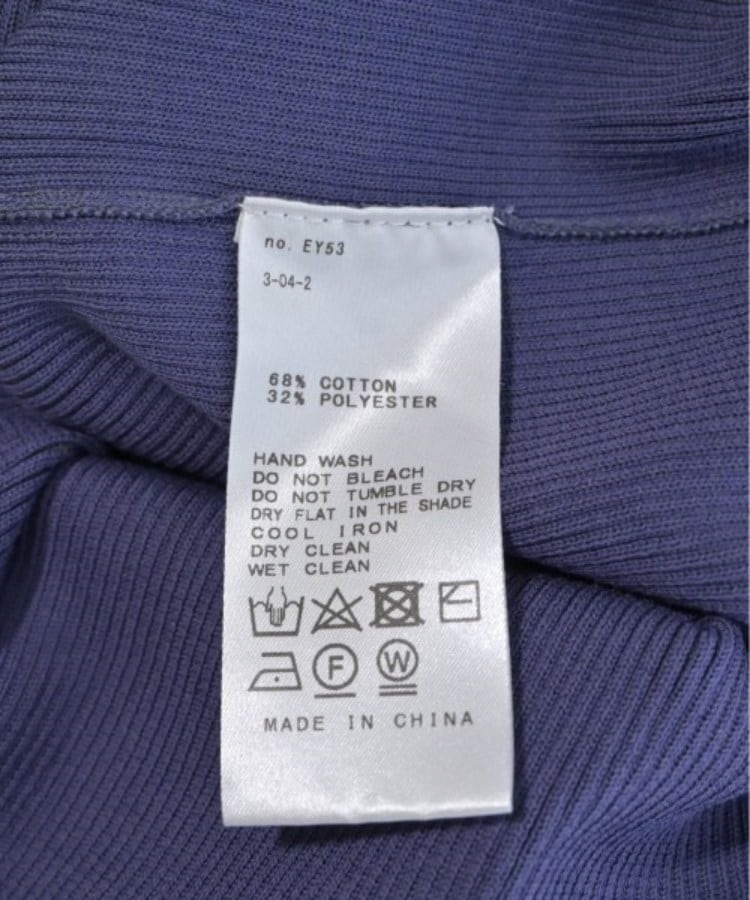 no. EY53
3-04-2
68% COTTON
32% POLYESTER
HAND WASH
DO NOT BLEACH
DO NOT TUMBLE DRY
DRY FLAT IN THE SHADE
COOL IRON
DRY CLEAN
WET CLEAN
F W
MADE IN CHINA